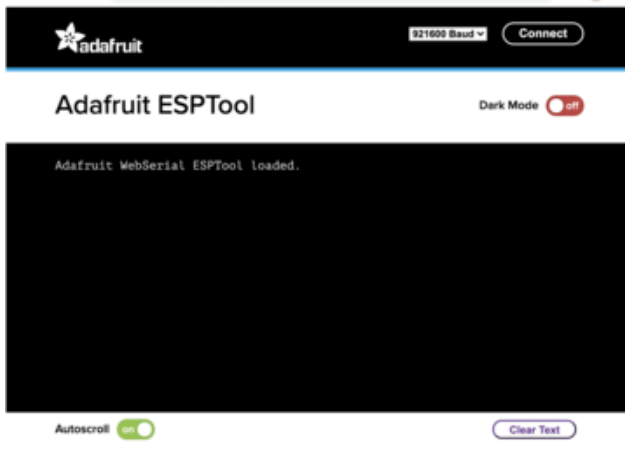 adafruit
921600 Baud
Connect
Adafruit ESPTool
Dark Mode off
Adafruit WebSerial ESPTool loaded.
Autoscroll on
Clear Text